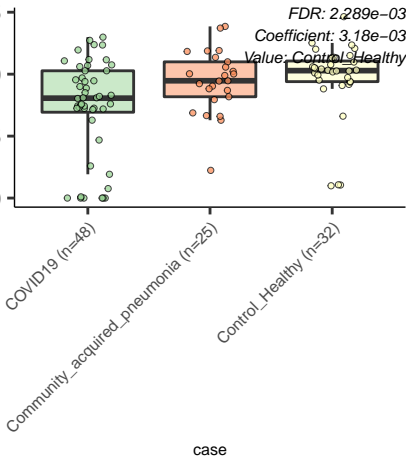 FDR: 2.289e−03
Coefficient: 3.18e−03
Value: Control_Healthy
COVID19 (n=48)
Community_acquired_pneumonia (n=25)
Control_Healthy (n=32)
case